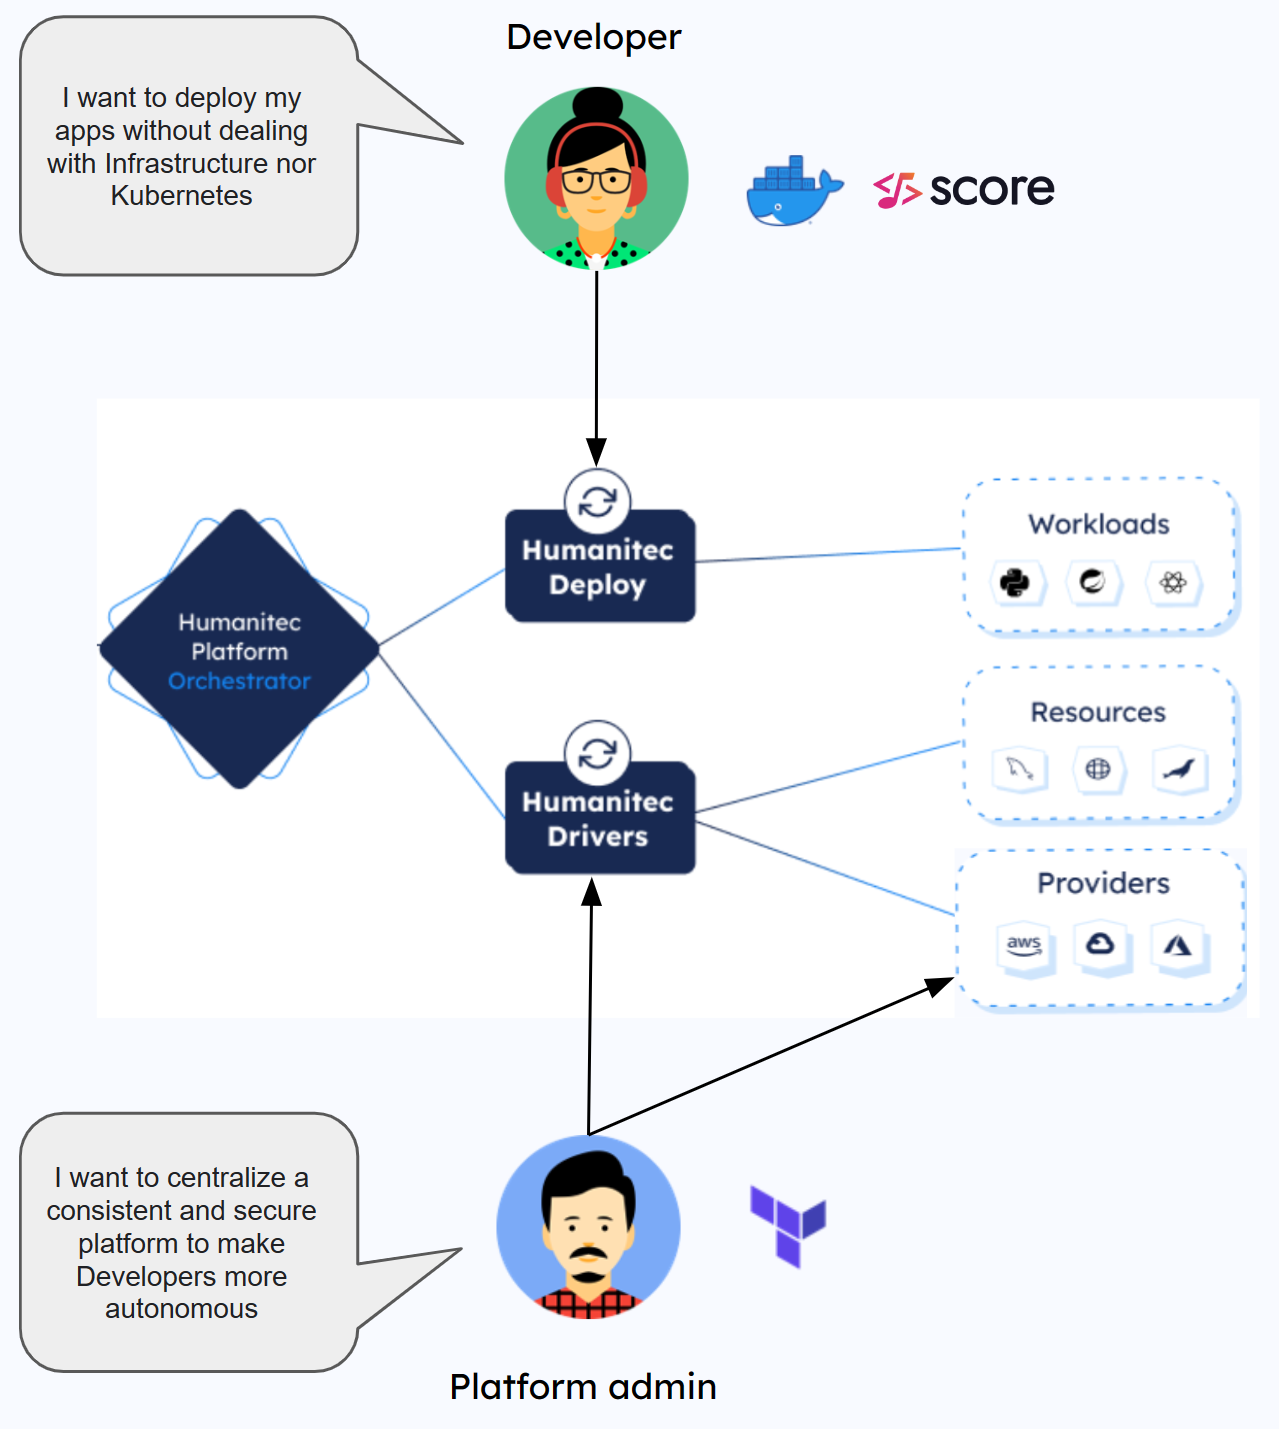 Developer
I want to deploy my
apps without dealing
with Infrastructure nor
Kubernetes
score
Humanitec
Deploy
Workloads
Humanitec
Platform
Orchestrator
Resources
Humanitec
Drivers
Providers
aws
I want to centralize a
consistent and secure
platform to make
Developers more
autonomous
Platform admin